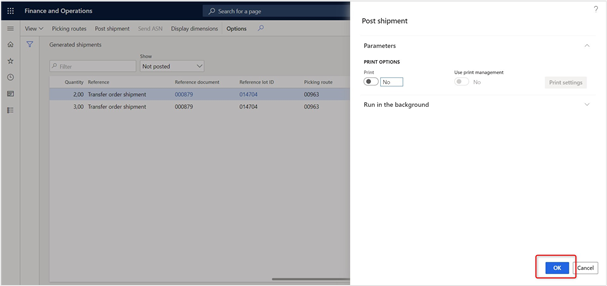 Finance and Operations
Search for a page
View
Picking routes
Post shipment
Send ASN
Display dimensions
Options
Generated shipments
Filter
Show
Not posted
Quantity Reference Reference document Reference lot ID Picking route
2,00 Transfer order shipment 000879 014704 00963
3,00 Transfer order shipment 000879 014704 00963
?
Post shipment
Parameters
PRINT OPTIONS
Print
No
Use print management
No
Print settings
Run in the background
OK
Cancel